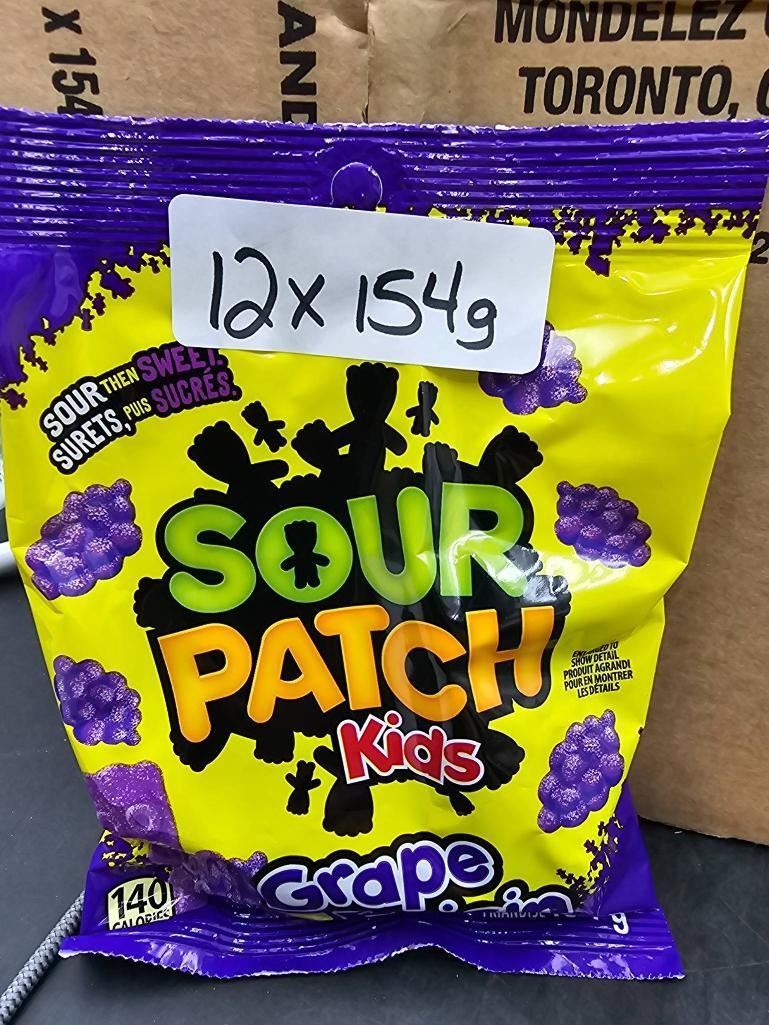 x 154
AND
MONDELEZ
TORONTO,
12x 154g
SOUR THEN SWEET.
SURETS, PUIS SUCRÉS.
SOUR
PATCH
Kids
ENLARGED TO
SHOW DETAIL
PRODUIT AGRANDI
POUR EN MONTRER
LES DÉTAILS
Grape
140
CALORIES
g